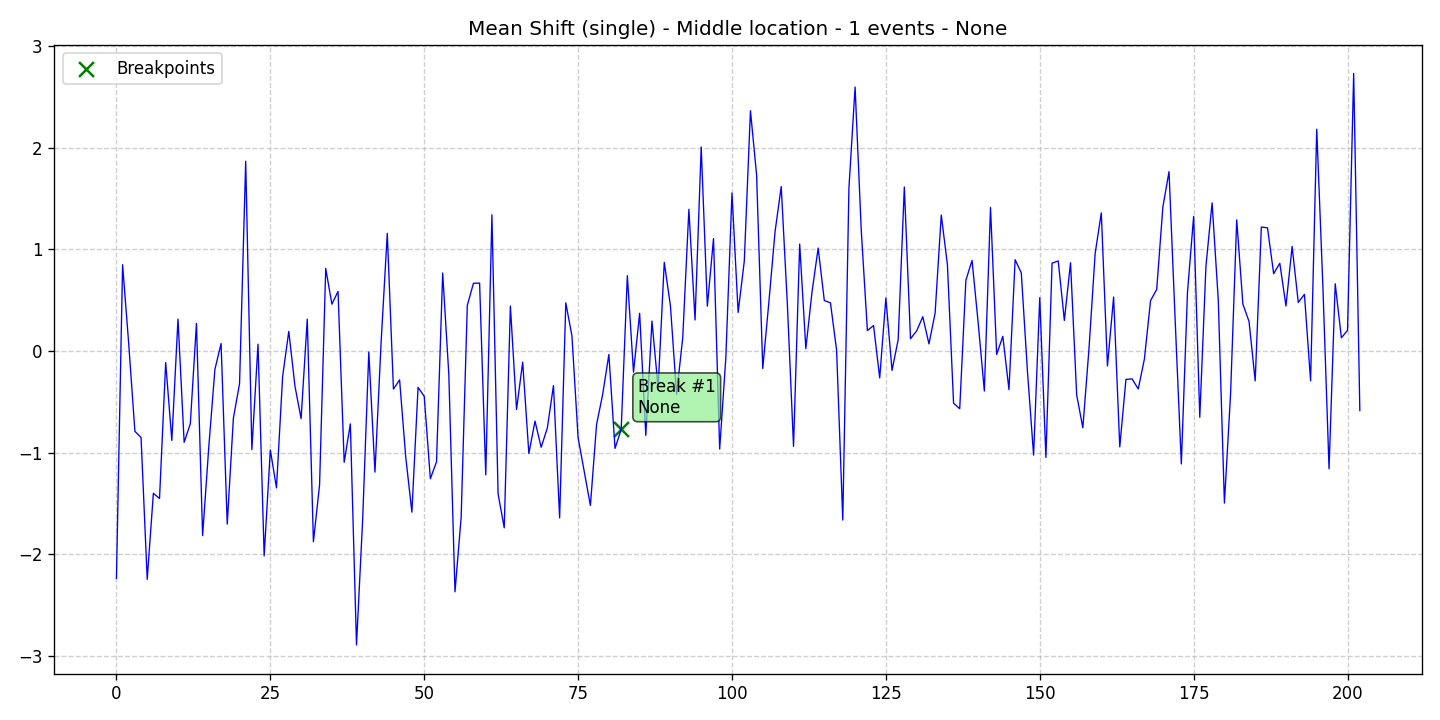 Mean Shift (single) - Middle location - 1 events - None
Breakpoints
Break #1
None
3
2
1
0
−1
−2
−3
0 25 50 75 100 125 150 175 200